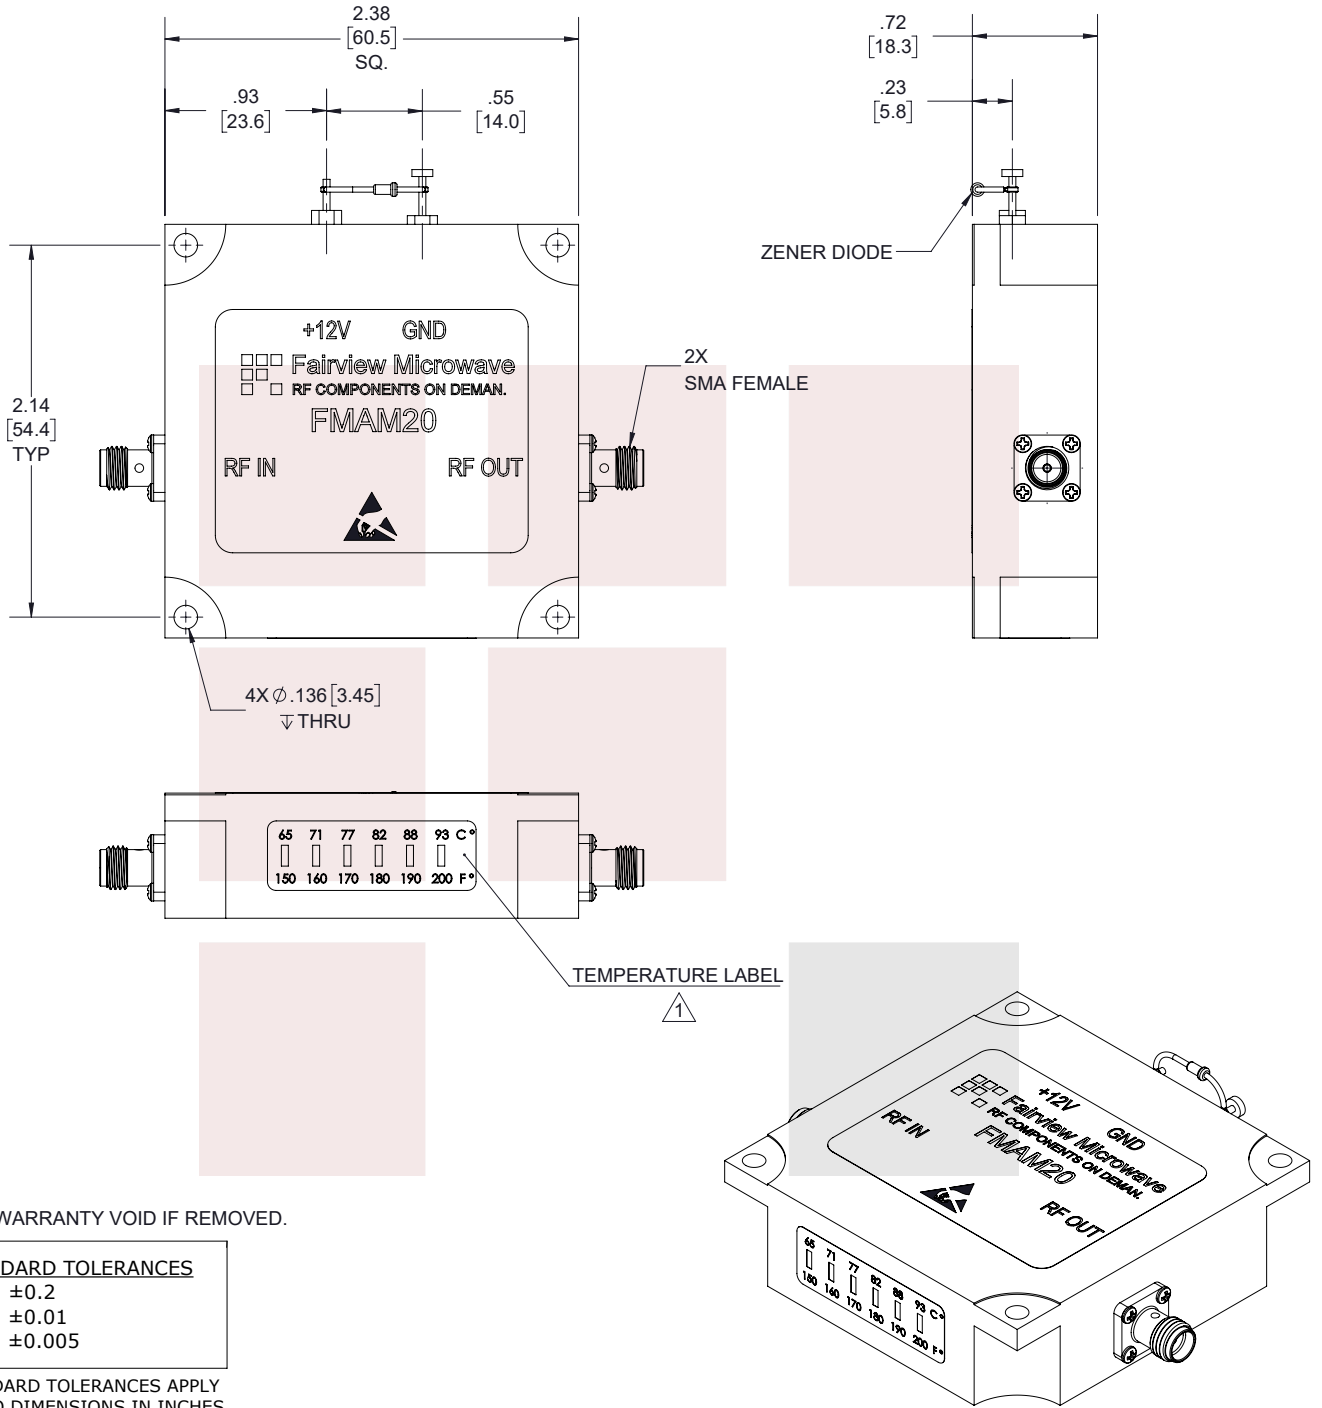 2.38
[60.5]
SQ.
.93
[23.6]
.55
[14.0]
.72
[18.3]
.23
[5.8]
ZENER DIODE
2.14
[54.4]
TYP
+12V GND
Fairview Microwave
RF COMPONENTS ON DEMAN.
FMAM20
RF IN RF OUT
2X
SMA FEMALE
4X Ø.136[3.45]
↧ THRU
65 71 77 82 88 93 C°
150 160 170 180 190 200 F°
TEMPERATURE LABEL
1
+12V GND
Fairview Microwave
RF COMPONENTS ON DEMAN.
FMAM20
RF IN
RF OUT
65 71 77 82 88 93 C°
150 160 170 180 190 200 F°
WARRANTY VOID IF REMOVED.
DARD TOLERANCES
±0.2
±0.01
±0.005
DARD TOLERANCES APPLY
DIMENSIONS IN INCHES